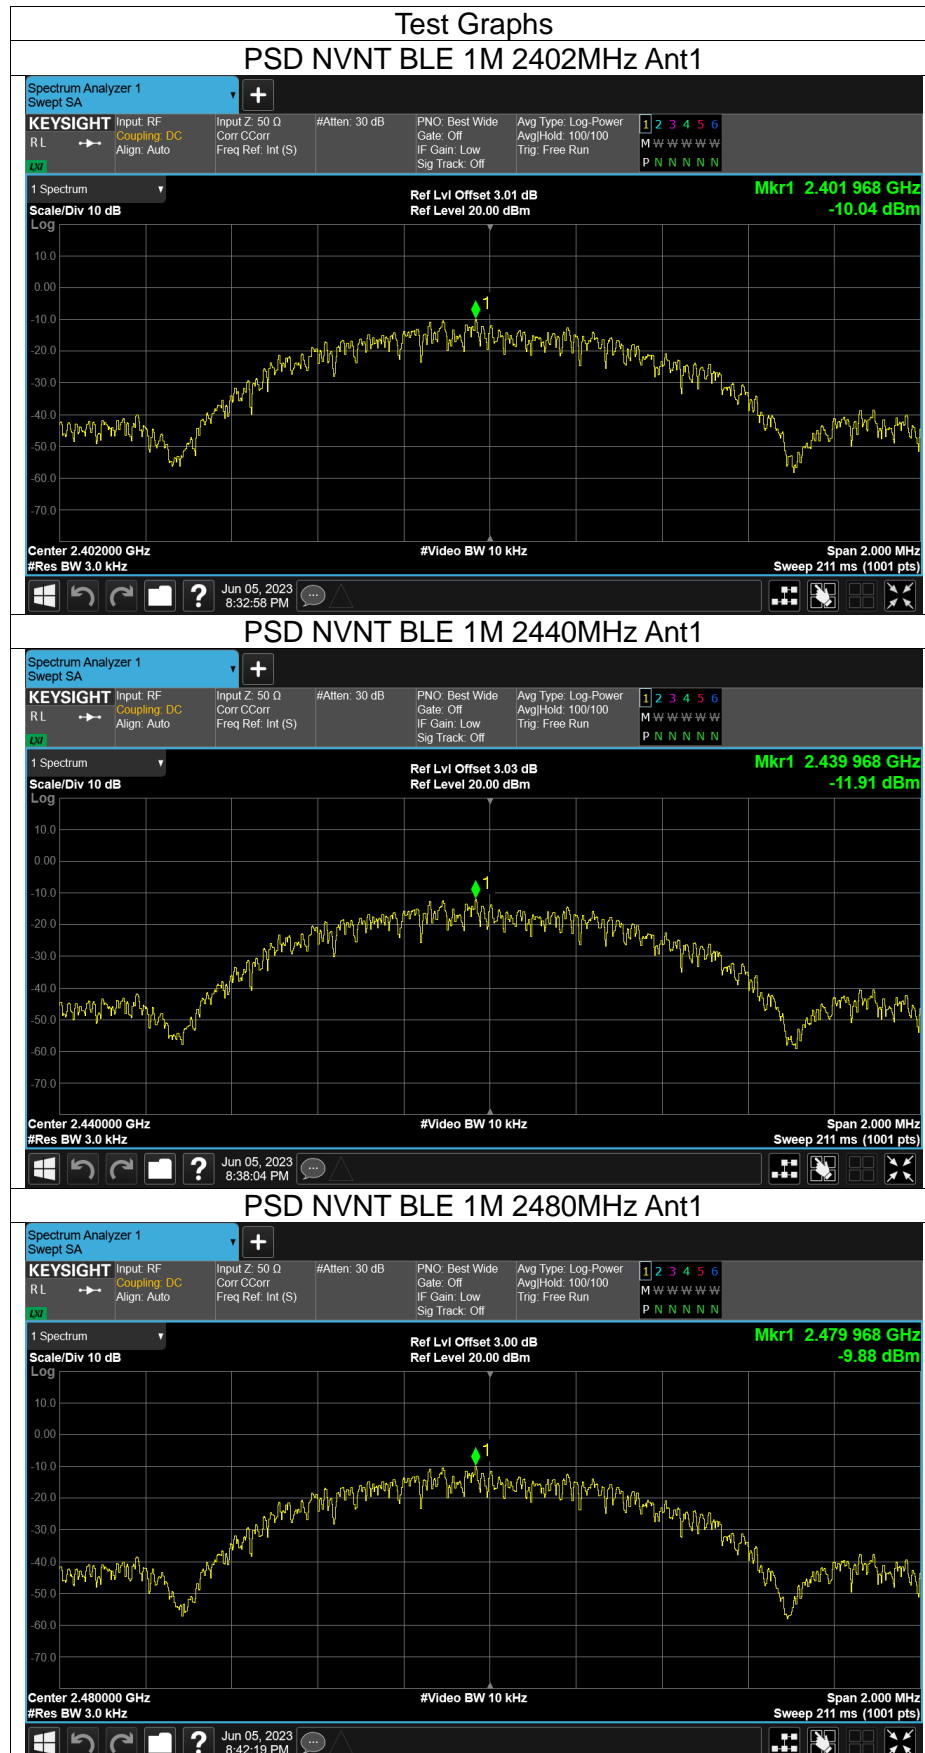 Test Graphs
PSD NVNT BLE 1M 2402MHz Ant1
Spectrum Analyzer 1
Swept SA
KEYSIGHT Input: RF Input Z: 50 Ω #Atten: 30 dB PNO: Best Wide Avg Type: Log-Power 1 2 3 4 5 6
RL Coupling: DC Corr CCorr Gate: Off Avg|Hold: 100/100 M W W W W W
Align: Auto Freq Ref: Int (S) IF Gain: Low Trig: Free Run
LXI Sig Track: Off P N N N N N
1 Spectrum Ref Lvl Offset 3.01 dB Mkr1 2.401 968 GHz
Scale/Div 10 dB Ref Level 20.00 dBm -10.04 dBm
Log
10.0
0.00
1
-10.0
-20.0
-30.0
-40.0
-50.0
-60.0
-70.0
Center 2.402000 GHz #Video BW 10 kHz Span 2.000 MHz
#Res BW 3.0 kHz Sweep 211 ms (1001 pts)
? Jun 05, 2023
8:32:58 PM
PSD NVNT BLE 1M 2440MHz Ant1
Spectrum Analyzer 1
Swept SA
KEYSIGHT Input: RF Input Z: 50 Ω #Atten: 30 dB PNO: Best Wide Avg Type: Log-Power 1 2 3 4 5 6
RL Coupling: DC Corr CCorr Gate: Off Avg|Hold: 100/100 M W W W W W
Align: Auto Freq Ref: Int (S) IF Gain: Low Trig: Free Run
LXI Sig Track: Off P N N N N N
1 Spectrum Ref Lvl Offset 3.03 dB Mkr1 2.439 968 GHz
Scale/Div 10 dB Ref Level 20.00 dBm -11.91 dBm
Log
10.0
0.00
1
-10.0
-20.0
-30.0
-40.0
-50.0
-60.0
-70.0
Center 2.440000 GHz #Video BW 10 kHz Span 2.000 MHz
#Res BW 3.0 kHz Sweep 211 ms (1001 pts)
? Jun 05, 2023
8:38:04 PM
PSD NVNT BLE 1M 2480MHz Ant1
Spectrum Analyzer 1
Swept SA
KEYSIGHT Input: RF Input Z: 50 Ω #Atten: 30 dB PNO: Best Wide Avg Type: Log-Power 1 2 3 4 5 6
RL Coupling: DC Corr CCorr Gate: Off Avg|Hold: 100/100 M W W W W W
Align: Auto Freq Ref: Int (S) IF Gain: Low Trig: Free Run
LXI Sig Track: Off P N N N N N
1 Spectrum Ref Lvl Offset 3.00 dB Mkr1 2.479 968 GHz
Scale/Div 10 dB Ref Level 20.00 dBm -9.88 dBm
Log
10.0
0.00
1
-10.0
-20.0
-30.0
-40.0
-50.0
-60.0
-70.0
Center 2.480000 GHz #Video BW 10 kHz Span 2.000 MHz
#Res BW 3.0 kHz Sweep 211 ms (1001 pts)
? Jun 05, 2023
8:42:19 PM